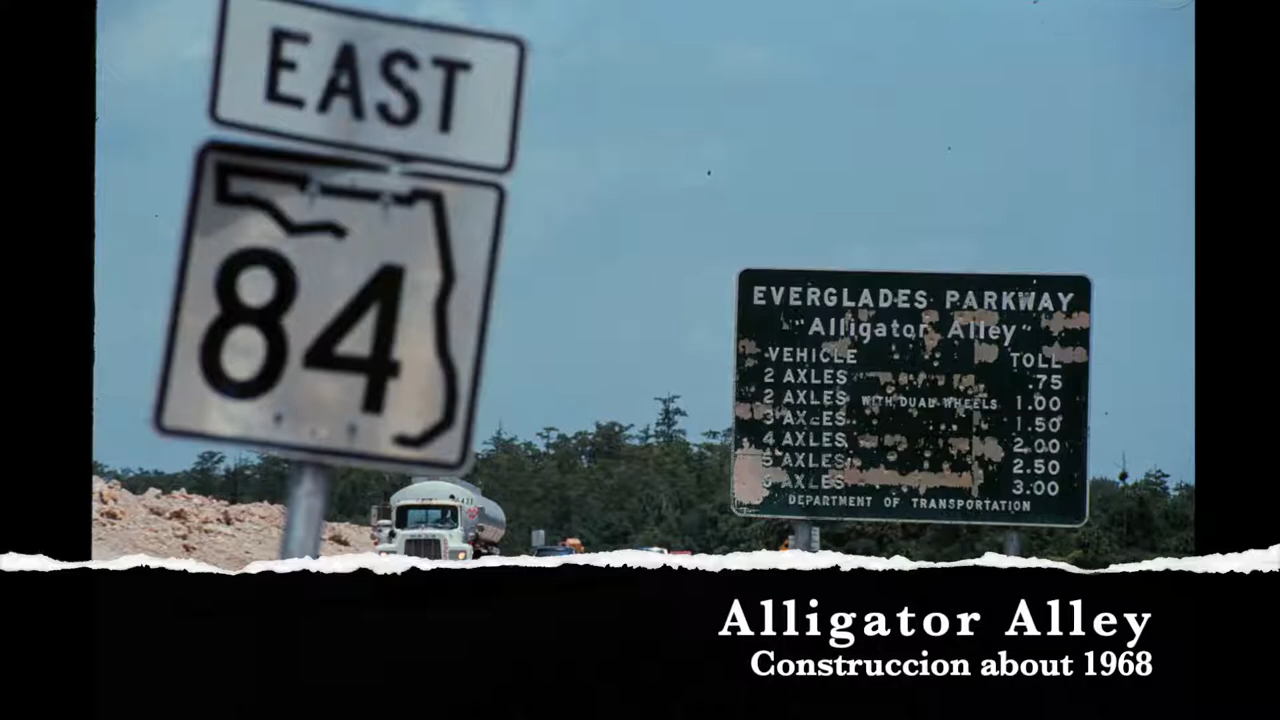 EAST
84
EVERGLADES PARKWAY
"Alligator Alley"
VEHICLE TOLL
2 AXLES .75
2 AXLES WITH DUAL WHEELS 1.00
3 AXLES 1.50
4 AXLES 2.00
5 AXLES 2.50
AXLES 3.00
DEPARTMENT OF TRANSPORTATION
Alligator Alley
Construccion about 1968